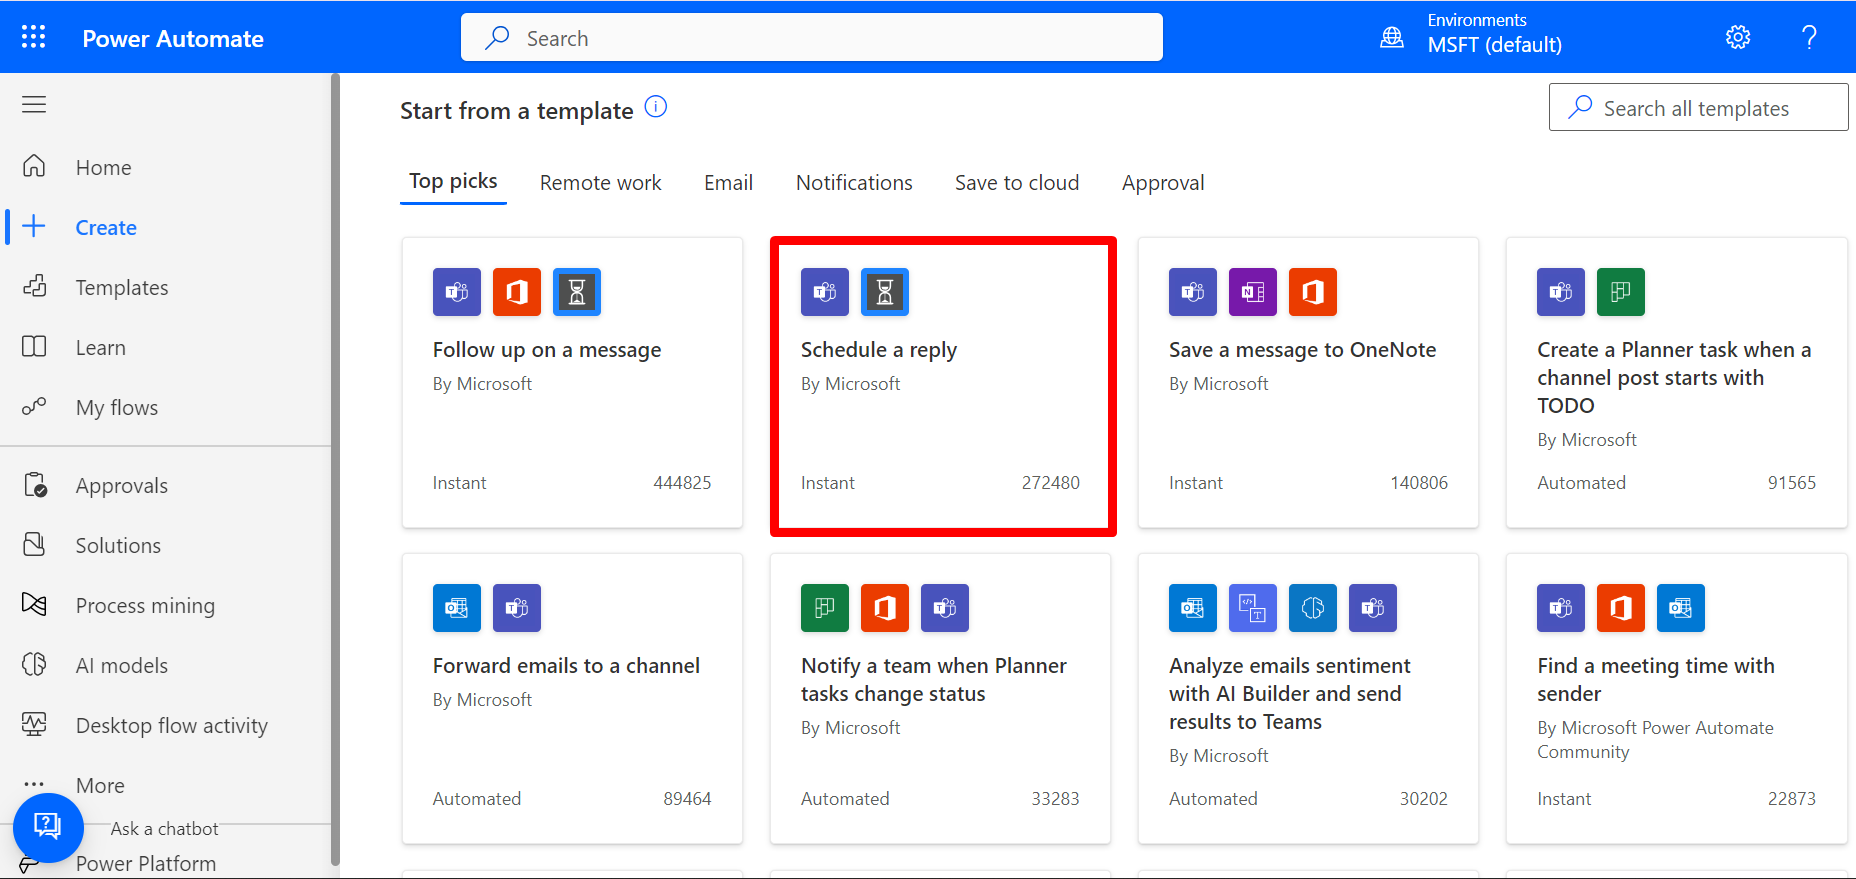 Power Automate
Search
Environments
MSFT (default)
Home
Create
Templates
Learn
My flows
Approvals
Solutions
Process mining
AI models
Desktop flow activity
More
Ask a chatbot
Power Platform
Start from a template
Search all templates
Top picks Remote work Email Notifications Save to cloud Approval
Follow up on a message
By Microsoft
Instant 444825
Schedule a reply
By Microsoft
Instant 272480
Save a message to OneNote
By Microsoft
Instant 140806
Create a Planner task when a
channel post starts with
TODO
By Microsoft
Automated 91565
Forward emails to a channel
By Microsoft
Automated 89464
Notify a team when Planner
tasks change status
By Microsoft
Automated 33283
Analyze emails sentiment
with AI Builder and send
results to Teams
By Microsoft
Automated 30202
Find a meeting time with
sender
By Microsoft Power Automate
Community
Instant 22873